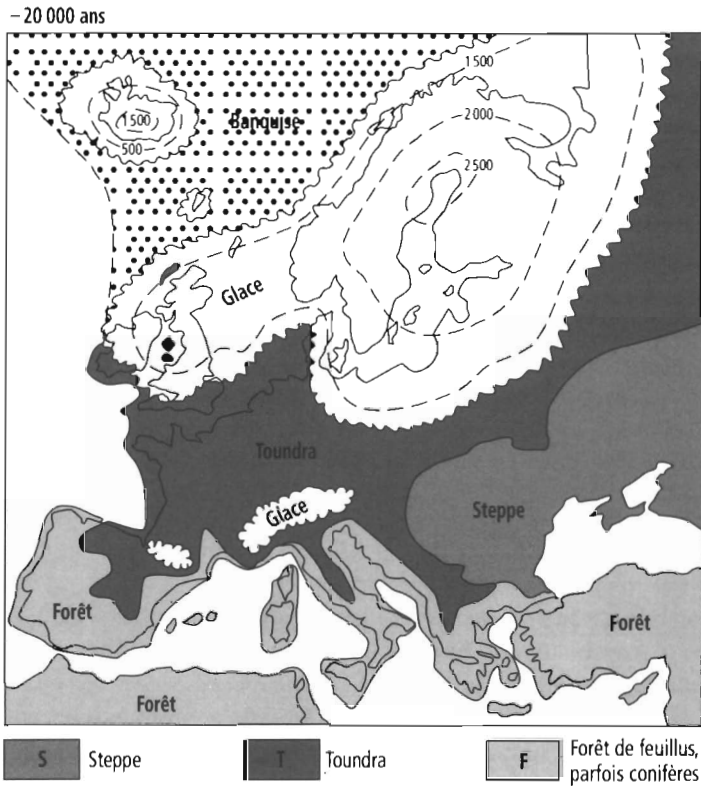 – 20 000 ans
1500
2000
1500
Banquise
500
2500
Glace
Toundra
Glace
Steppe
Forêt
Forêt
Forêt
S Steppe
T Toundra
F Forêt de feuillus,
parfois conifères